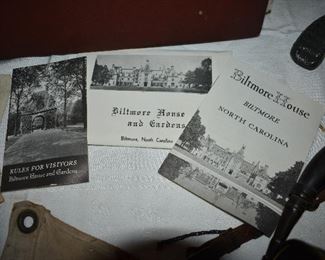 RULES FOR VISITORS
Biltmore House and Gardens
Biltmore House
and Gardens
Biltmore, North Carolina
Biltmore House
BILTMORE
NORTH CAROLINA